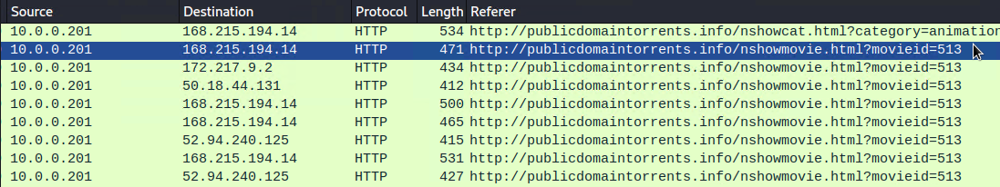 Source Destination Protocol Length Referer
10.0.0.201 168.215.194.14 HTTP 534 http://publicdomaintorrents.info/nshowcat.html?category=animation
10.0.0.201 168.215.194.14 HTTP 471 http://publicdomaintorrents.info/nshowmovie.html?movieid=513
10.0.0.201 172.217.9.2 HTTP 434 http://publicdomaintorrents.info/nshowmovie.html?movieid=513
10.0.0.201 50.18.44.131 HTTP 412 http://publicdomaintorrents.info/nshowmovie.html?movieid=513
10.0.0.201 168.215.194.14 HTTP 500 http://publicdomaintorrents.info/nshowmovie.html?movieid=513
10.0.0.201 168.215.194.14 HTTP 465 http://publicdomaintorrents.info/nshowmovie.html?movieid=513
10.0.0.201 52.94.240.125 HTTP 415 http://publicdomaintorrents.info/nshowmovie.html?movieid=513
10.0.0.201 168.215.194.14 HTTP 531 http://publicdomaintorrents.info/nshowmovie.html?movieid=513
10.0.0.201 52.94.240.125 HTTP 427 http://publicdomaintorrents.info/nshowmovie.html?movieid=513